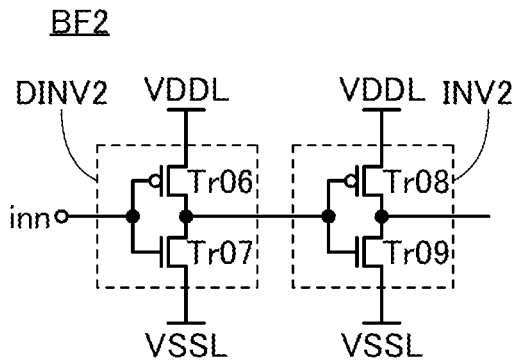 BF2
DINV2 VDDL VDDL INV2
Tr06 Tr08
inn
Tr07 Tr09
VSSL VSSL